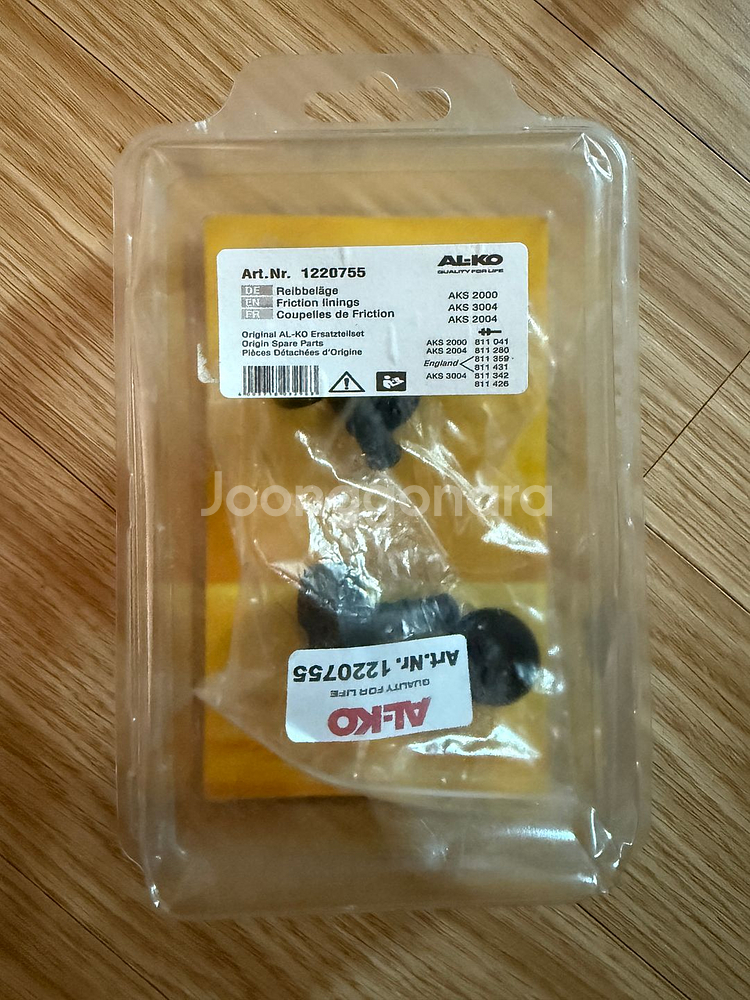 Art.Nr. 1220755
AL-KO
QUALITY FOR LIFE
DE Reibbeläge
EN Friction linings
FR Coupelles de Friction
AKS 2000
AKS 3004
AKS 2004
Original AL-KO Ersatzteilset
Origin Spare Parts
Pièces Détachées d'Origine
AKS 2000 811 041
AKS 2004 811 280
England 811 359
811 431
AKS 3004 811 342
811 426
Joongonara
Art.Nr. 1220755
QUALITY FOR LIFE
AL-KO